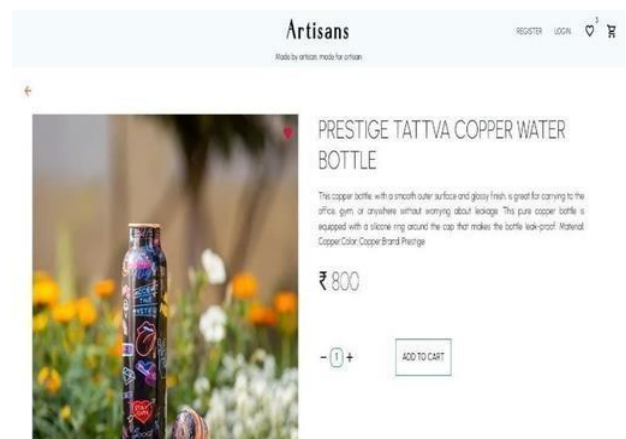 Artisans
Made by artisan, made for artisan
REGISTER LOGIN 3
PRESTIGE TATTVA COPPER WATER
BOTTLE
This copper bottle, with a smooth outer surface and glossy finish, is great for carrying to the
office, gym, or anywhere without worrying about leakage. This pure copper bottle is
equipped with a silicone ring around the cap that makes the bottle leak-proof. Material:
Copper Color: Copper Brand: Prestige
₹ 800
- 1 + ADD TO CART